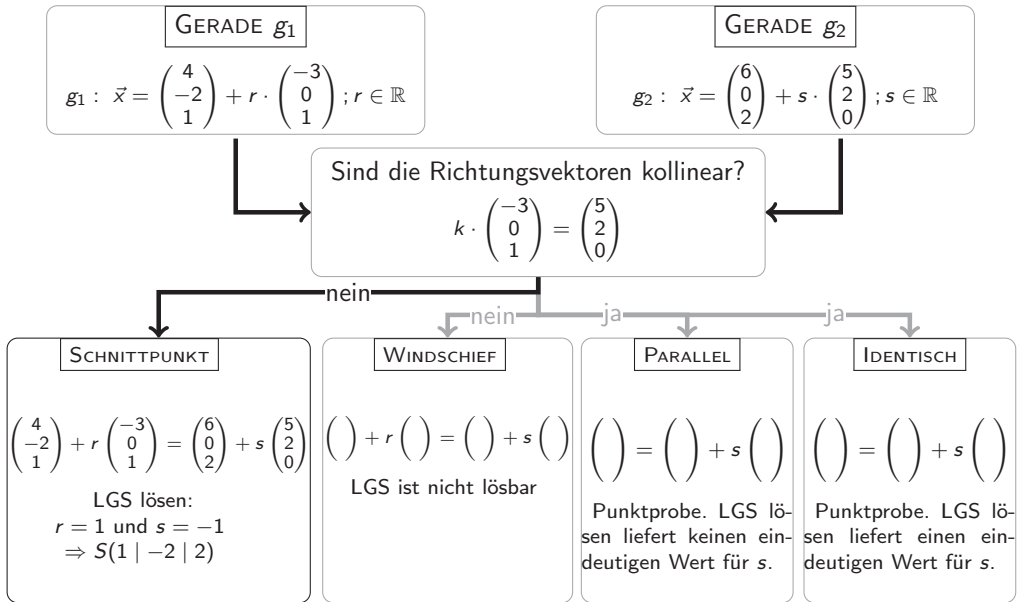 GERADE g₁
g₁ : x⃗ = (4 −2 1) + r · (−3 0 1) ; r ∈ ℝ
GERADE g₂
g₂ : x⃗ = (6 0 2) + s · (5 2 0) ; s ∈ ℝ
Sind die Richtungsvektoren kollinear?
k · (−3 0 1) = (5 2 0)
nein
nein
ja
ja
SCHNITTPUNKT
(4 −2 1) + r (−3 0 1) = (6 0 2) + s (5 2 0)
LGS lösen:
r = 1 und s = −1
⇒ S(1 | −2 | 2)
WINDSCHIEF
( ) + r ( ) = ( ) + s ( )
LGS ist nicht lösbar
PARALLEL
( ) = ( ) + s ( )
Punktprobe. LGS lö-
sen liefert keinen ein-
deutigen Wert für s.
IDENTISCH
( ) = ( ) + s ( )
Punktprobe. LGS lö-
sen liefert einen ein-
deutigen Wert für s.